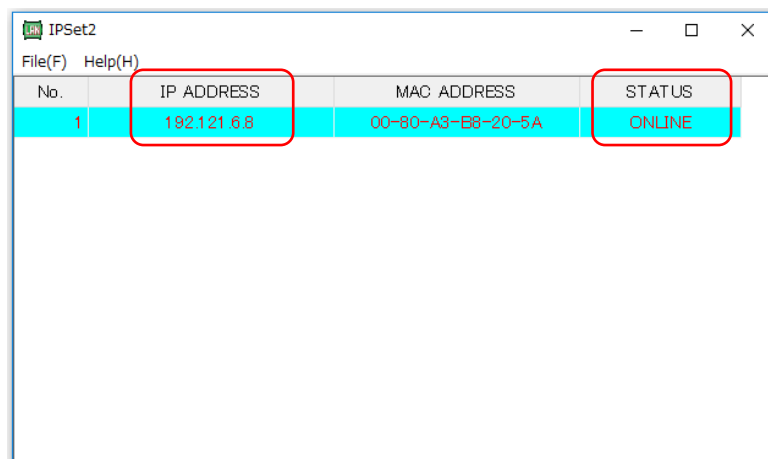 LAN IPSet2
File(F) Help(H)
No. IP ADDRESS MAC ADDRESS STATUS
1 192.121.6.8 00-80-A3-B8-20-5A ONLINE